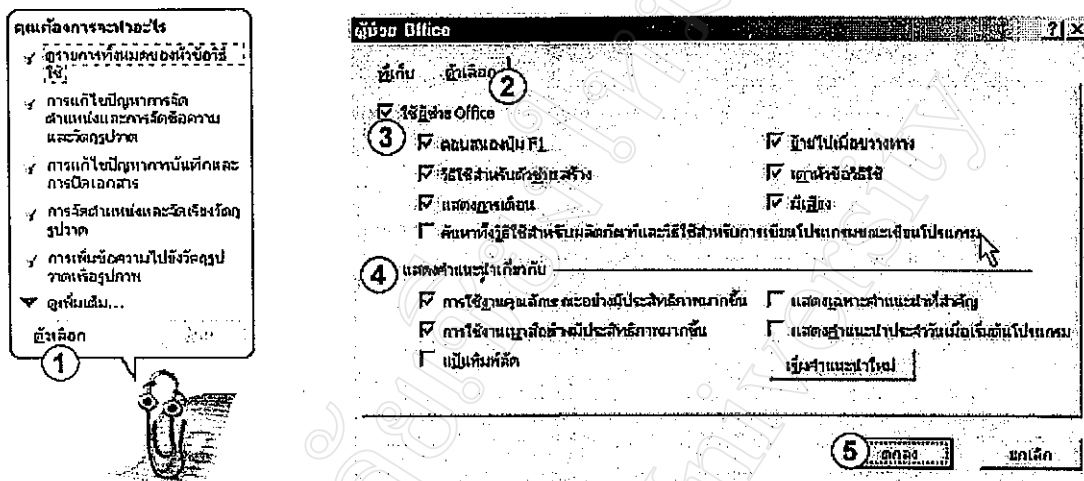 คุณต้องการจะทำอะไร
ดูรายการทั้งหมดของหัวข้อวิธี
ใช้
การแก้ไขปัญหาการจัด
ตำแหน่งและการจัดข้อความ
และวัตถุรูปวาด
การแก้ไขปัญหาการบันทึกและ
การปิดเอกสาร
การจัดตำแหน่งและจัดเรียงวัตถุ
รูปวาด
การเพิ่มข้อความไปยังวัตถุรูป
วาดหรือรูปภาพ
ดูเพิ่มเติม...
ตัวเลือก
1
ผู้ช่วย Office
ที่เก็บ ตัวเลือก
2
ใช้ผู้ช่วย Office
3
ตอบสนองปุ่ม F1 ย้ายไปเมื่อขวางทาง
วิธีใช้สำหรับตัวช่วยสร้าง เดาหัวข้อวิธีใช้
แสดงการเตือน มีเสียง
ค้นหาทั้งวิธีใช้สำหรับผลิตภัณฑ์และวิธีใช้สำหรับการเขียนโปรแกรมขณะเขียนโปรแกรม
4 แสดงคำแนะนำเกี่ยวกับ
การใช้งานคุณลักษณะอย่างมีประสิทธิภาพมากขึ้น แสดงเฉพาะคำแนะนำที่สำคัญ
การใช้งานเมาส์อย่างมีประสิทธิภาพมากขึ้น แสดงคำแนะนำประจำวันเมื่อเริ่มต้นโปรแกรม
แป้นพิมพ์ลัด เริ่มคำแนะนำใหม่
5 ตกลง ยกเลิก